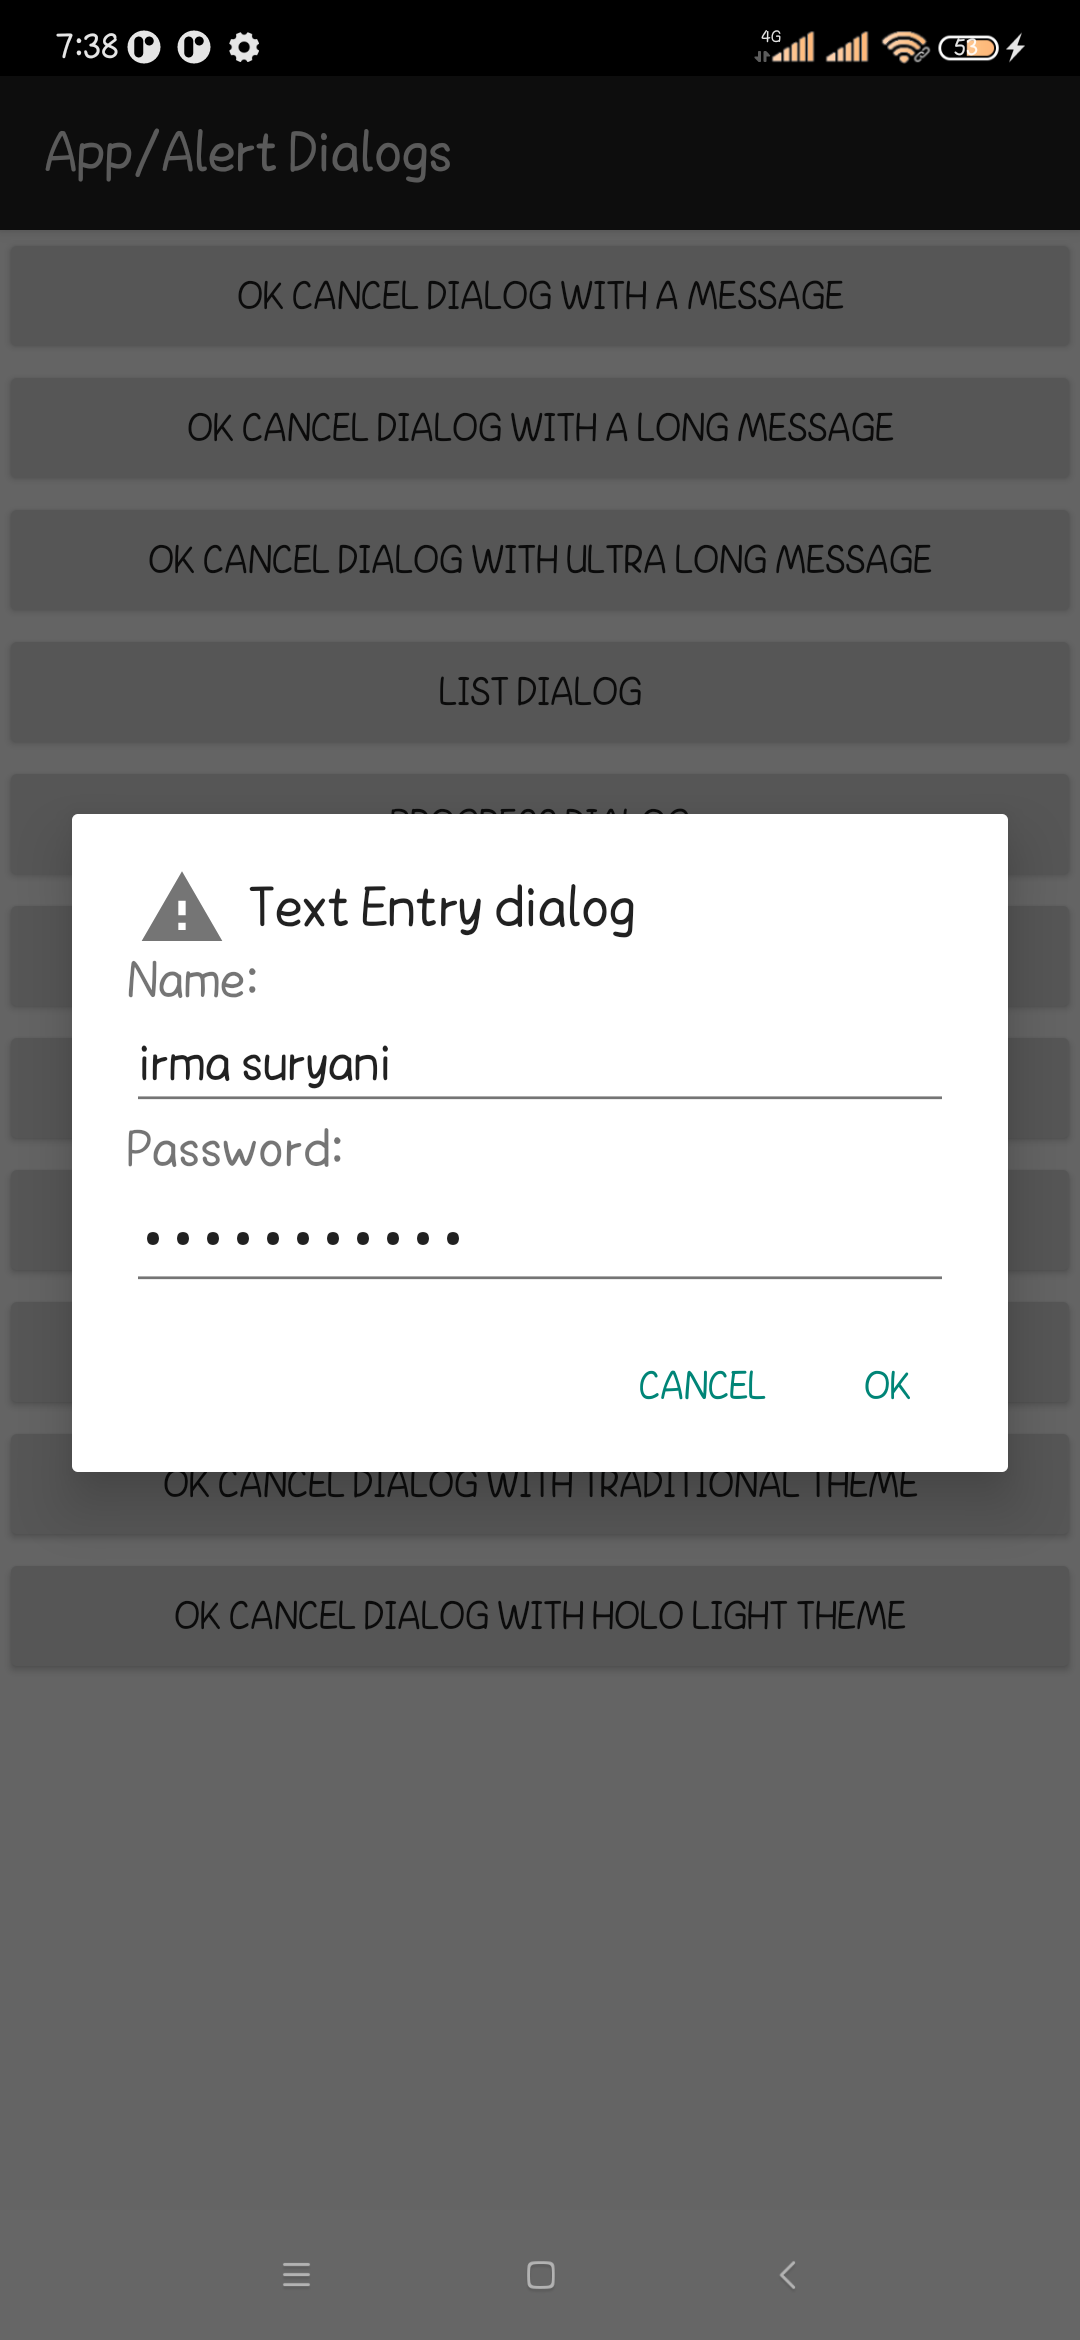 7:38
4G
53
App/Alert Dialogs
OK CANCEL DIALOG WITH A MESSAGE
OK CANCEL DIALOG WITH A LONG MESSAGE
OK CANCEL DIALOG WITH ULTRA LONG MESSAGE
LIST DIALOG
PROGRESS DIALOG
Text Entry dialog
Name:
irma suryani
Password:
CANCEL
OK
OK CANCEL DIALOG WITH TRADITIONAL THEME
OK CANCEL DIALOG WITH HOLO LIGHT THEME